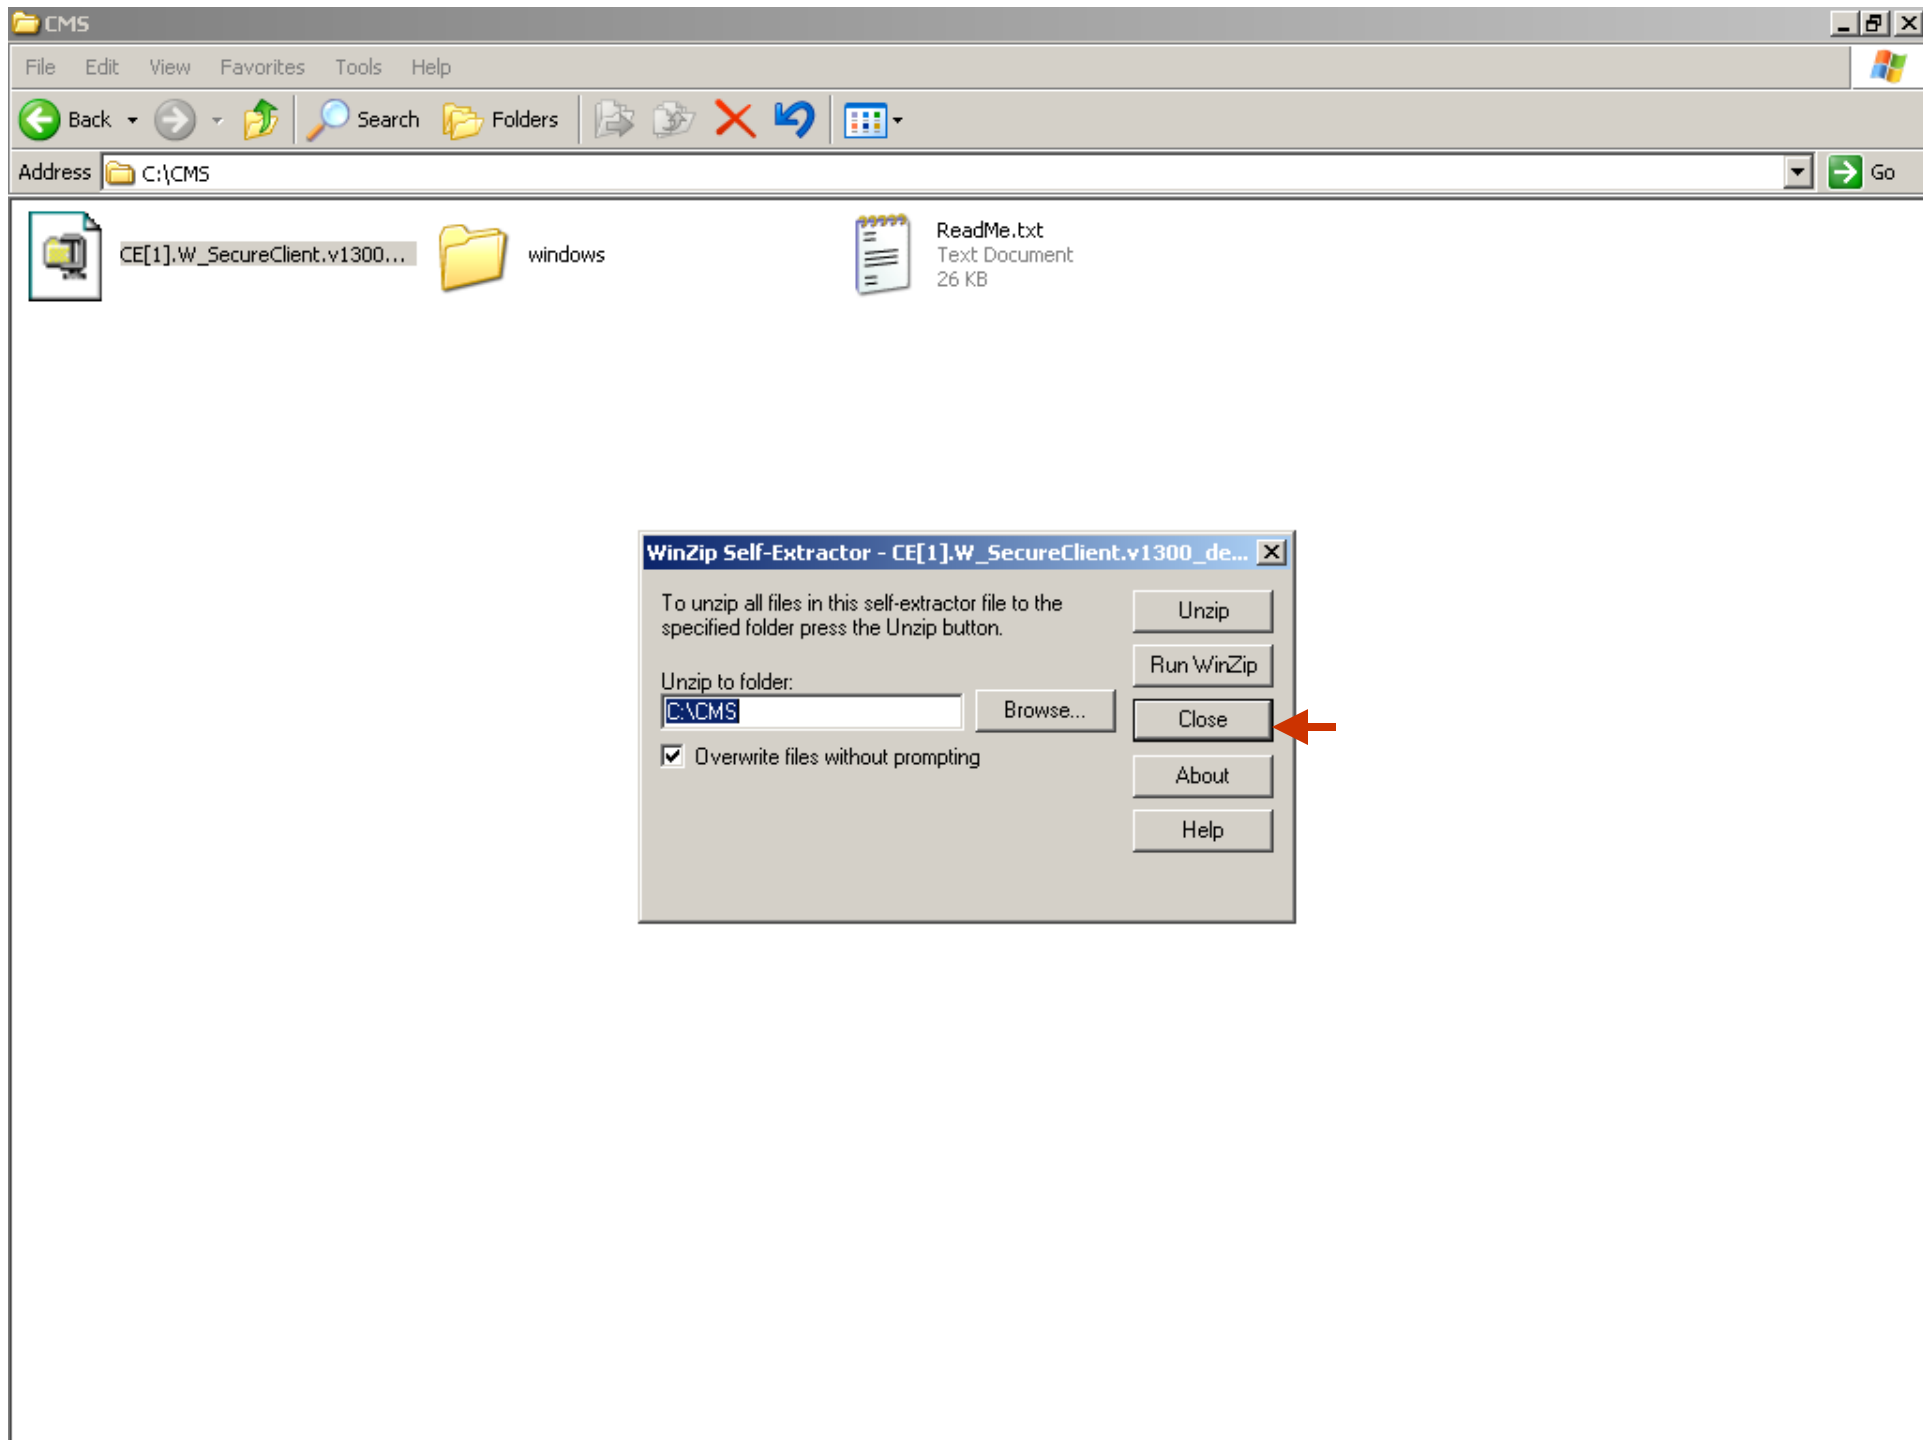 CMS
File Edit View Favorites Tools Help
Back Search Folders
Address C:\CMS Go
CE[1].W_SecureClient.v1300...
windows
ReadMe.txt
Text Document
26 KB
WinZip Self-Extractor - CE[1].W_SecureClient.v1300_de...
To unzip all files in this self-extractor file to the
specified folder press the Unzip button.
Unzip to folder:
C:\CMS
Browse...
Overwrite files without prompting
Unzip
Run WinZip
Close
About
Help